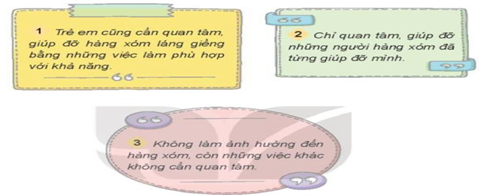 1 Trẻ em cũng cần quan tâm,
giúp đỡ hàng xóm láng giềng
bằng những việc làm phù hợp
với khả năng.
2 Chỉ quan tâm, giúp đỡ
những người hàng xóm đã
từng giúp đỡ mình.
3 Không làm ảnh hưởng đến
hàng xóm, còn những việc khác
không cần quan tâm.